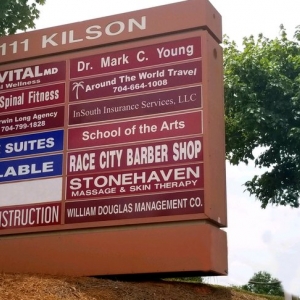 111 KILSON
VITAL MD
l Wellness
Spinal Fitness
rwin Long Agency
704-799-1828
SUITES
LABLE
NSTRUCTION
Dr. Mark C. Young
Around The World Travel
704-664-1008
InSouth Insurance Services, LLC
School of the Arts
RACE CITY BARBER SHOP
STONEHAVEN
MASSAGE & SKIN THERAPY
WILLIAM DOUGLAS MANAGEMENT CO.